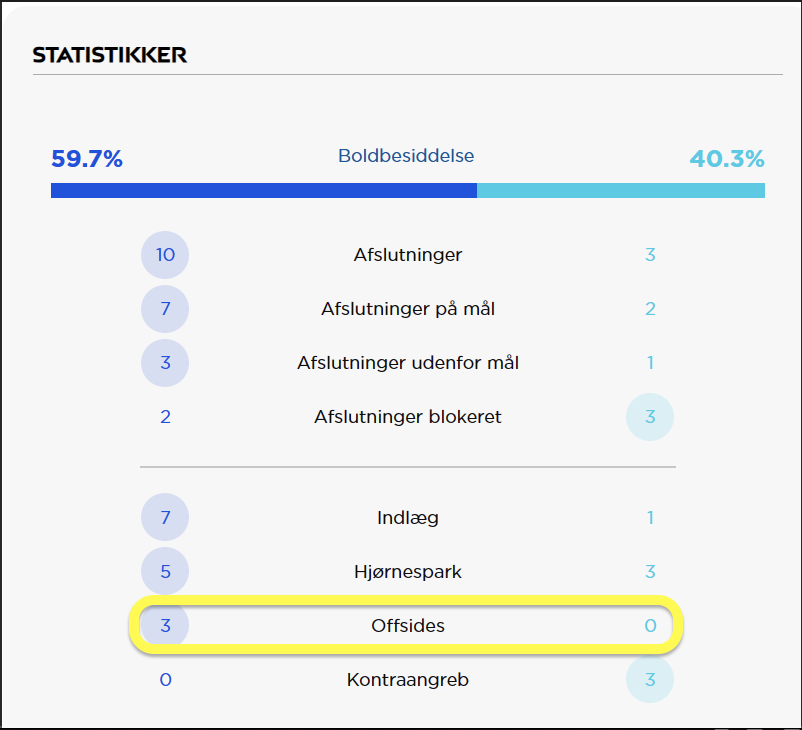 STATISTIKKER
59.7% Boldbesiddelse 40.3%
10 Afslutninger 3
7 Afslutninger på mål 2
3 Afslutninger udenfor mål 1
2 Afslutninger blokeret 3
7 Indlæg 1
5 Hjørnespark 3
3 Offsides 0
0 Kontraangreb 3